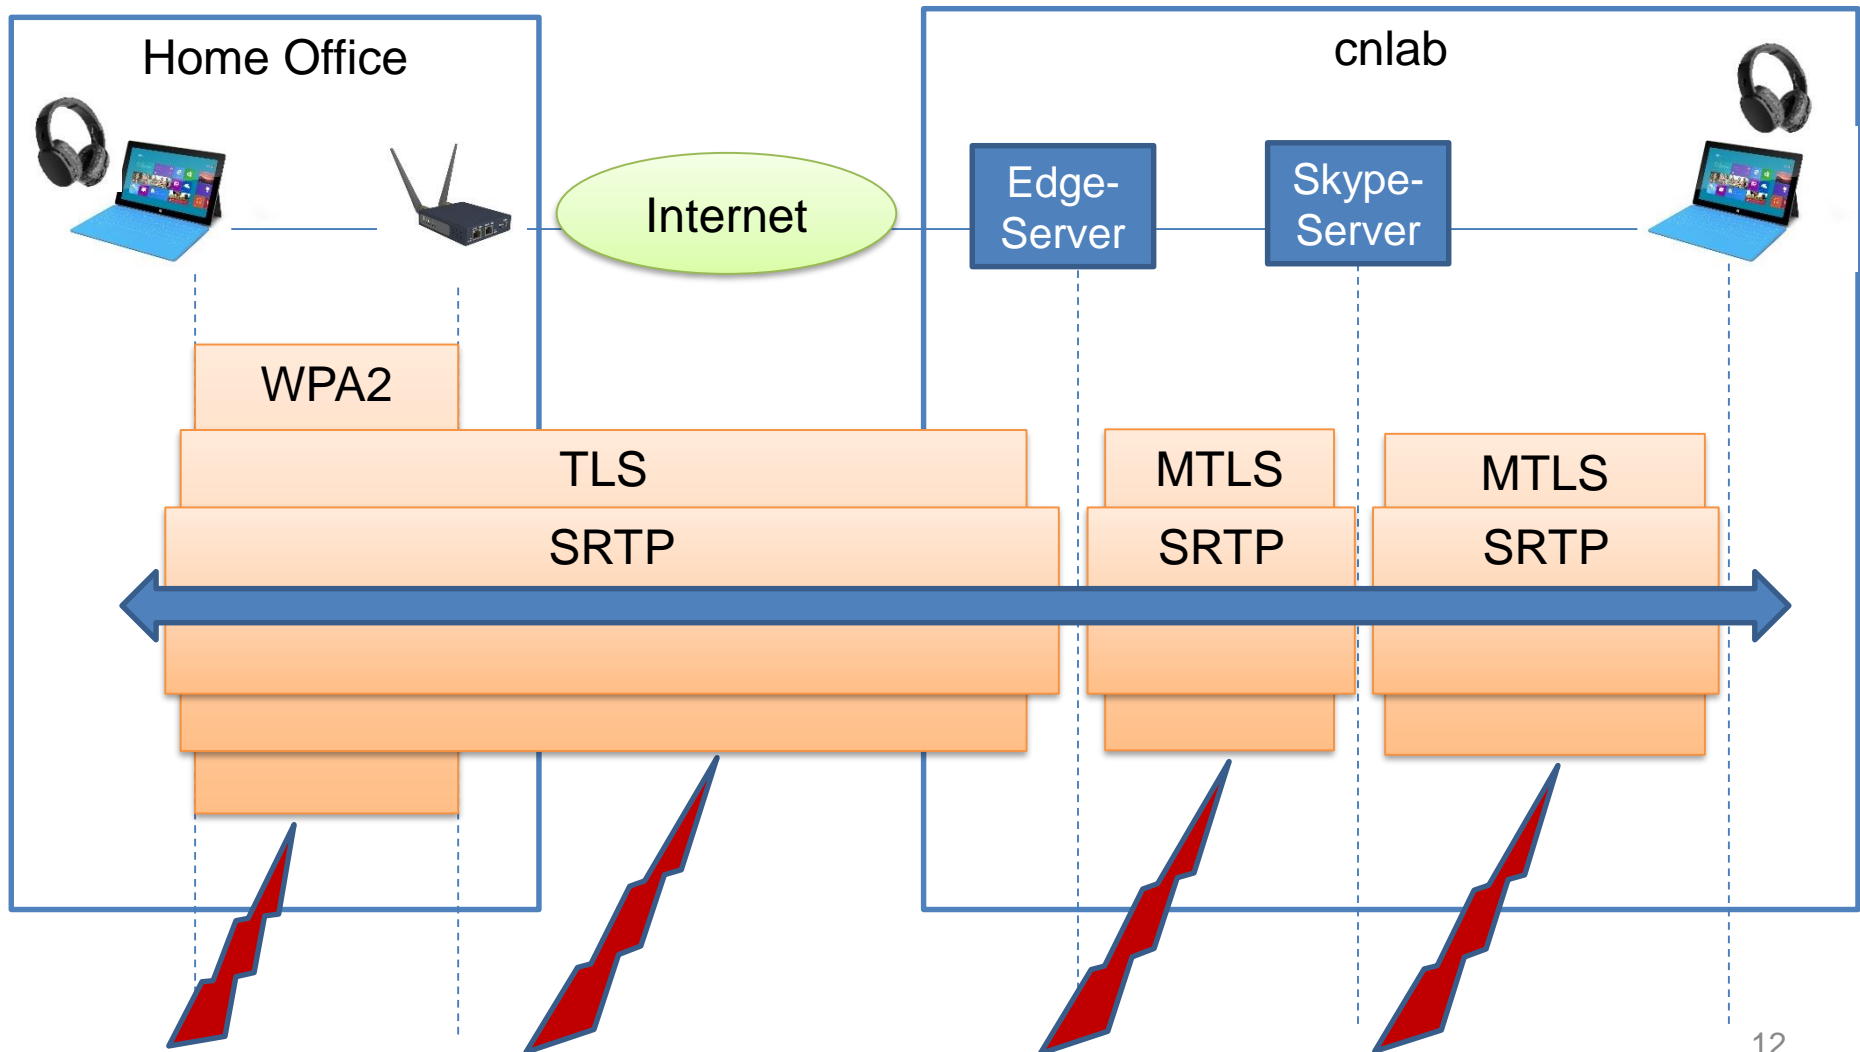 Home Office
cnlab
Internet
Edge-
Server
Skype-
Server
WPA2
TLS
MTLS
MTLS
SRTP
SRTP
SRTP
12